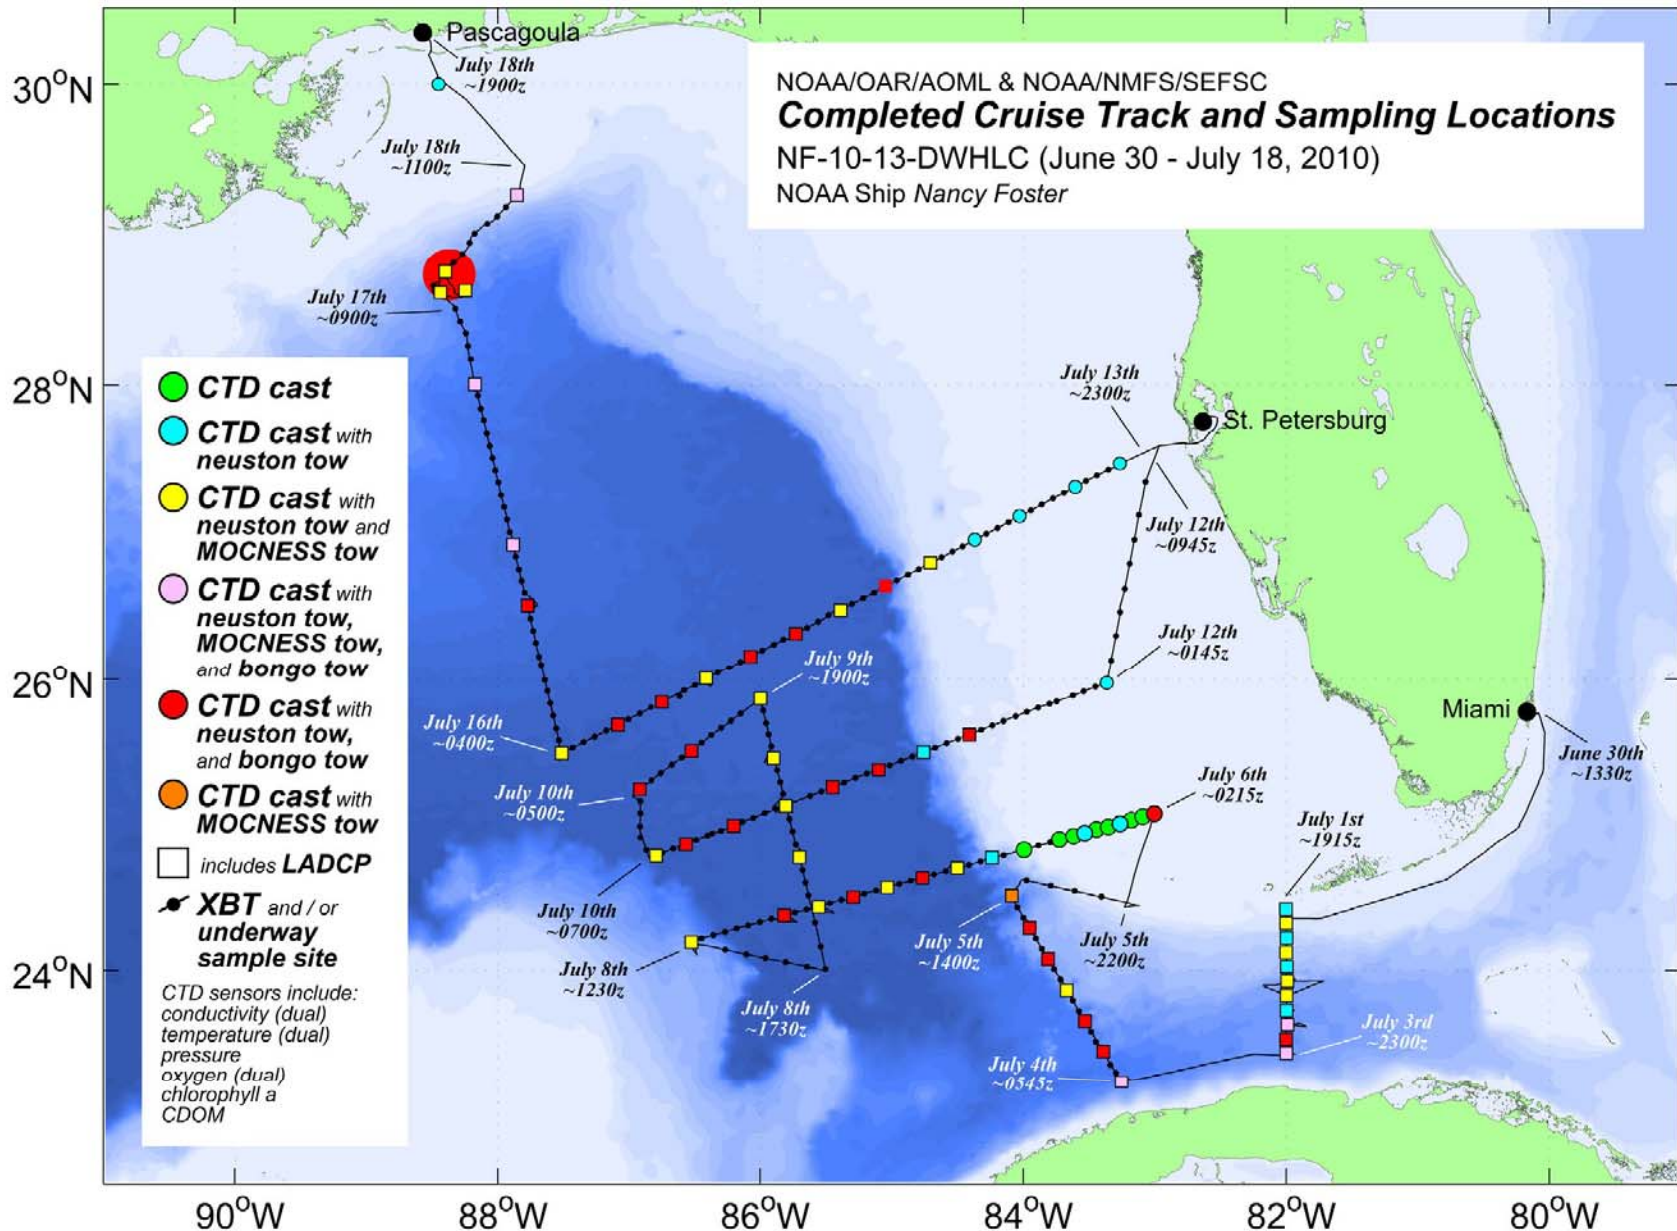 Pascagoula
July 18th
~1900z
30°N
NOAA/OAR/AOML & NOAA/NMFS/SEFSC
Completed Cruise Track and Sampling Locations
NF-10-13-DWHLC (June 30 - July 18, 2010)
NOAA Ship Nancy Foster
July 18th
~1100z
July 17th
~0900z
28°N
July 13th
~2300z
St. Petersburg
July 12th
~0945z
CTD cast
CTD cast with
neuston tow
CTD cast with
neuston tow and
MOCNESS tow
CTD cast with
neuston tow,
MOCNESS tow,
and bongo tow
CTD cast with
neuston tow,
and bongo tow
CTD cast with
MOCNESS tow
includes LADCP
XBT and / or
underway
sample site
CTD sensors include:
conductivity (dual)
temperature (dual)
pressure
oxygen (dual)
chlorophyll a
CDOM
26°N
July 9th
~1900z
July 12th
~0145z
July 16th
~0400z
Miami
June 30th
~1330z
July 10th
~0500z
July 6th
~0215z
July 1st
~1915z
July 10th
~0700z
July 5th
~1400z
July 5th
~2200z
24°N
July 8th
~1230z
July 8th
~1730z
July 4th
~0545z
July 3rd
~2300z
90°W
88°W
86°W
84°W
82°W
80°W